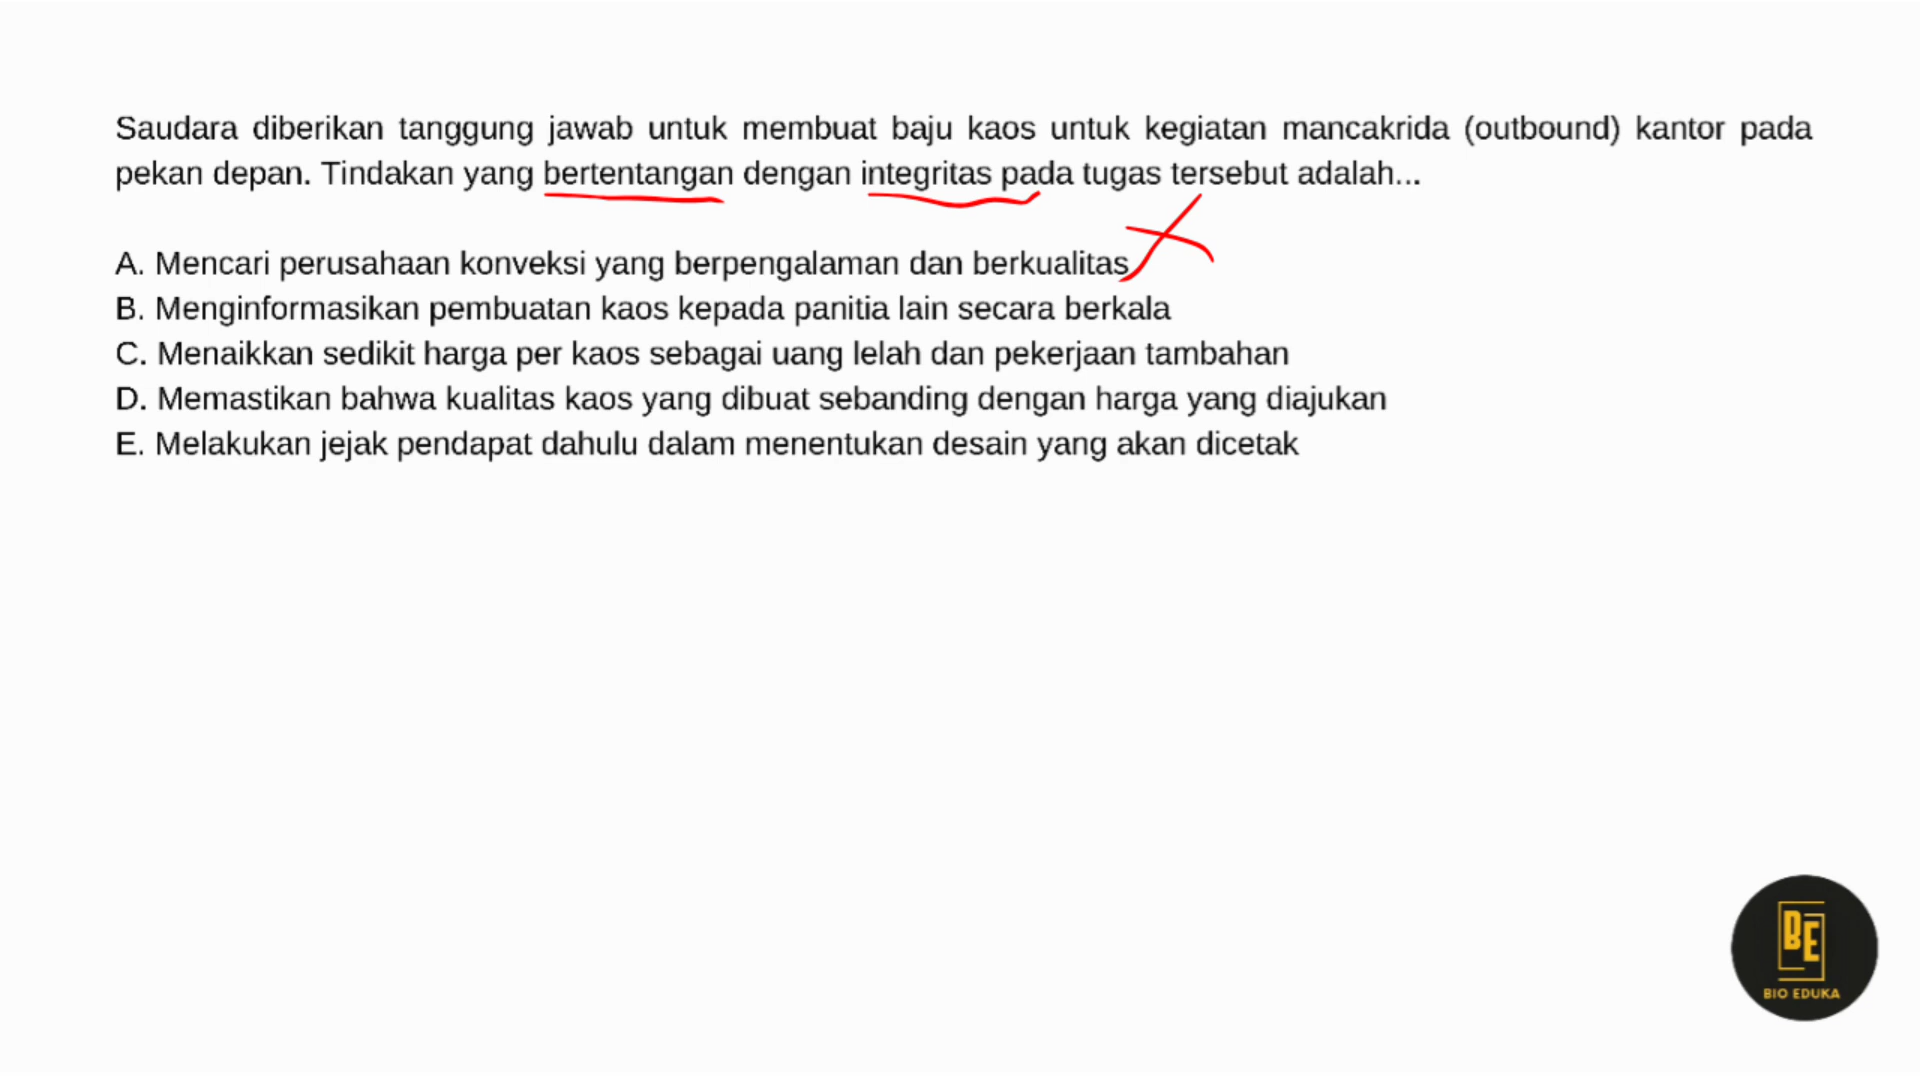 Saudara diberikan tanggung jawab untuk membuat baju kaos untuk kegiatan mancakrida (outbound) kantor pada
pekan depan. Tindakan yang bertentangan dengan integritas pada tugas tersebut adalah...
A. Mencari perusahaan konveksi yang berpengalaman dan berkualitas
B. Menginformasikan pembuatan kaos kepada panitia lain secara berkala
C. Menaikkan sedikit harga per kaos sebagai uang lelah dan pekerjaan tambahan
D. Memastikan bahwa kualitas kaos yang dibuat sebanding dengan harga yang diajukan
E. Melakukan jejak pendapat dahulu dalam menentukan desain yang akan dicetak
BE
BIO EDUKA